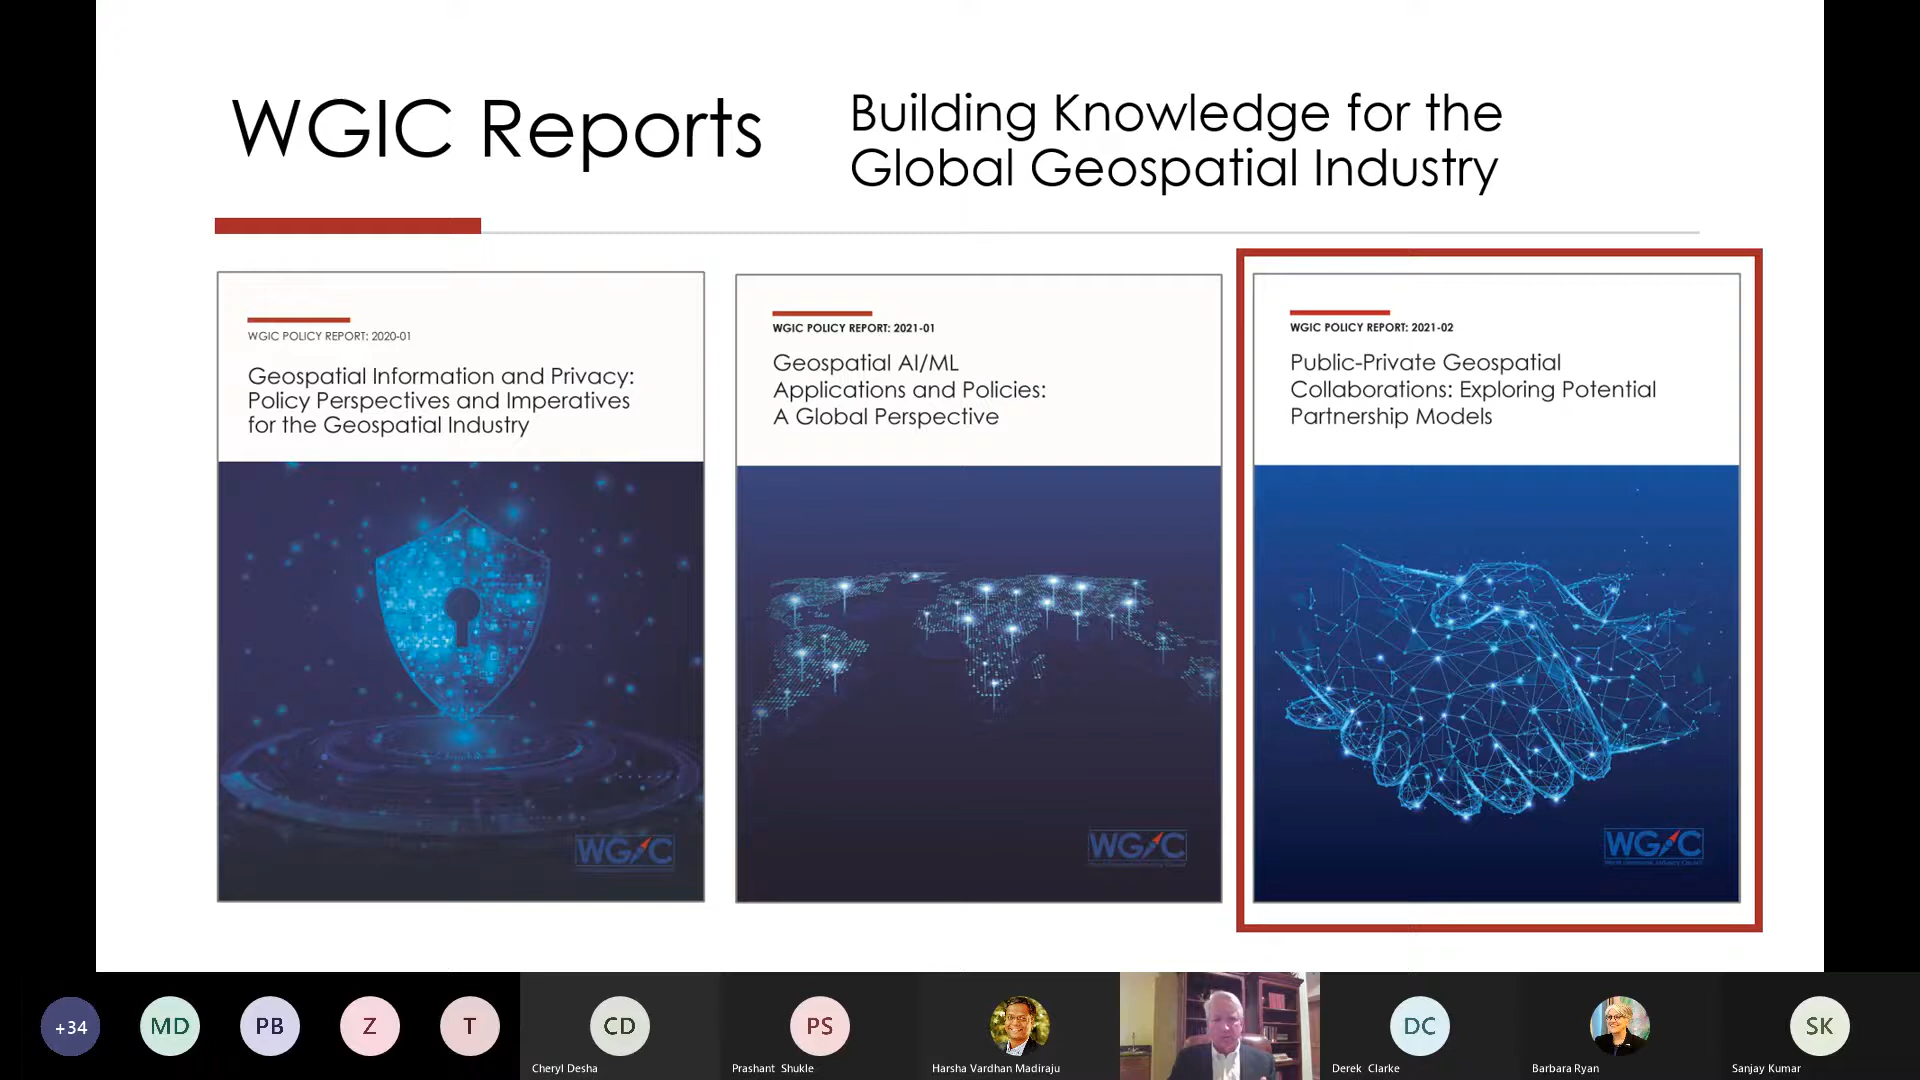 WGIC Reports
Building Knowledge for the
Global Geospatial Industry
WGIC POLICY REPORT: 2020-01
Geospatial Information and Privacy:
Policy Perspectives and Imperatives
for the Geospatial Industry
WGIC
WGIC POLICY REPORT: 2021-01
Geospatial AI/ML
Applications and Policies:
A Global Perspective
WGIC
WGIC POLICY REPORT: 2021-02
Public-Private Geospatial
Collaborations: Exploring Potential
Partnership Models
WGIC
+34
MD
PB
Z
T
CD
Cheryl Desha
PS
Prashant Shukle
Harsha Vardhan Madiraju
DC
Derek Clarke
Barbara Ryan
SK
Sanjay Kumar